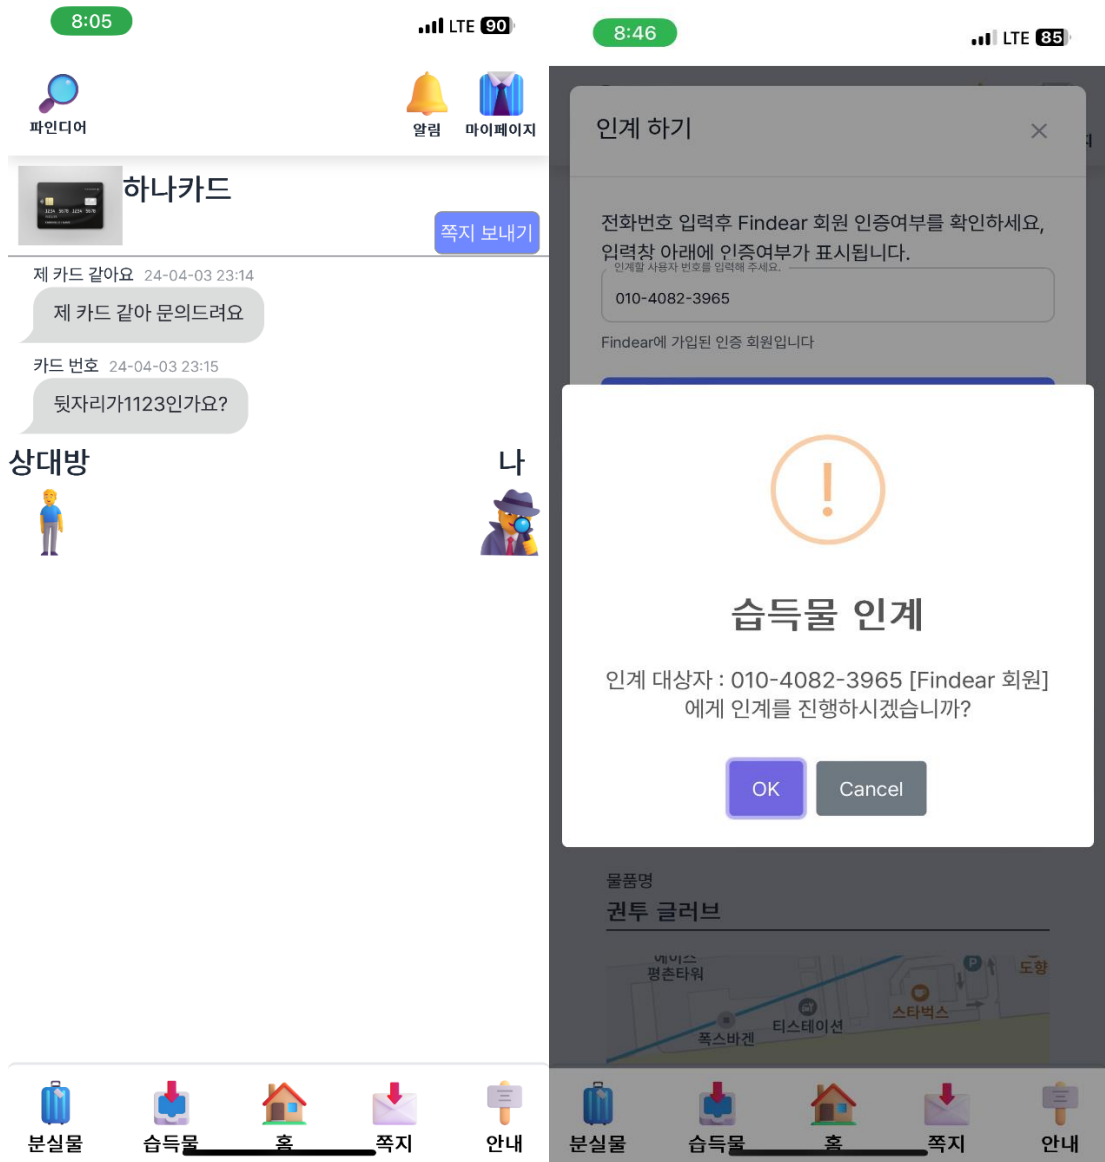 8:05
LTE 90
파인디어
알림
마이페이지
하나카드
쪽지 보내기
제 카드 같아요 24-04-03 23:14
제 카드 같아 문의드려요
카드 번호 24-04-03 23:15
뒷자리가1123인가요?
상대방
나
분실물
습득물
홈
쪽지
안내
8:46
LTE 85
인계 하기
전화번호 입력후 Findear 회원 인증여부를 확인하세요,
입력창 아래에 인증여부가 표시됩니다.
인계할 사용자 번호를 입력해 주세요.
010-4082-3965
Findear에 가입된 인증 회원입니다
!
습득물 인계
인계 대상자 : 010-4082-3965 [Findear 회원]
에게 인계를 진행하시겠습니까?
OK
Cancel
물품명
권투 글러브
에이스
평촌타워
P
도향
스타벅스
티스테이션
폭스바겐
분실물
습득물
홈
쪽지
안내